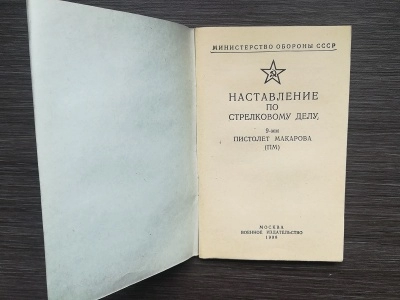 МИНИСТЕРСТВО ОБОРОНЫ СССР
НАСТАВЛЕНИЕ
ПО
СТРЕЛКОВОМУ ДЕЛУ,
9-мм
ПИСТОЛЕТ МАКАРОВА
(ПМ)
МОСКВА
ВОЕННОЕ ИЗДАТЕЛЬСТВО